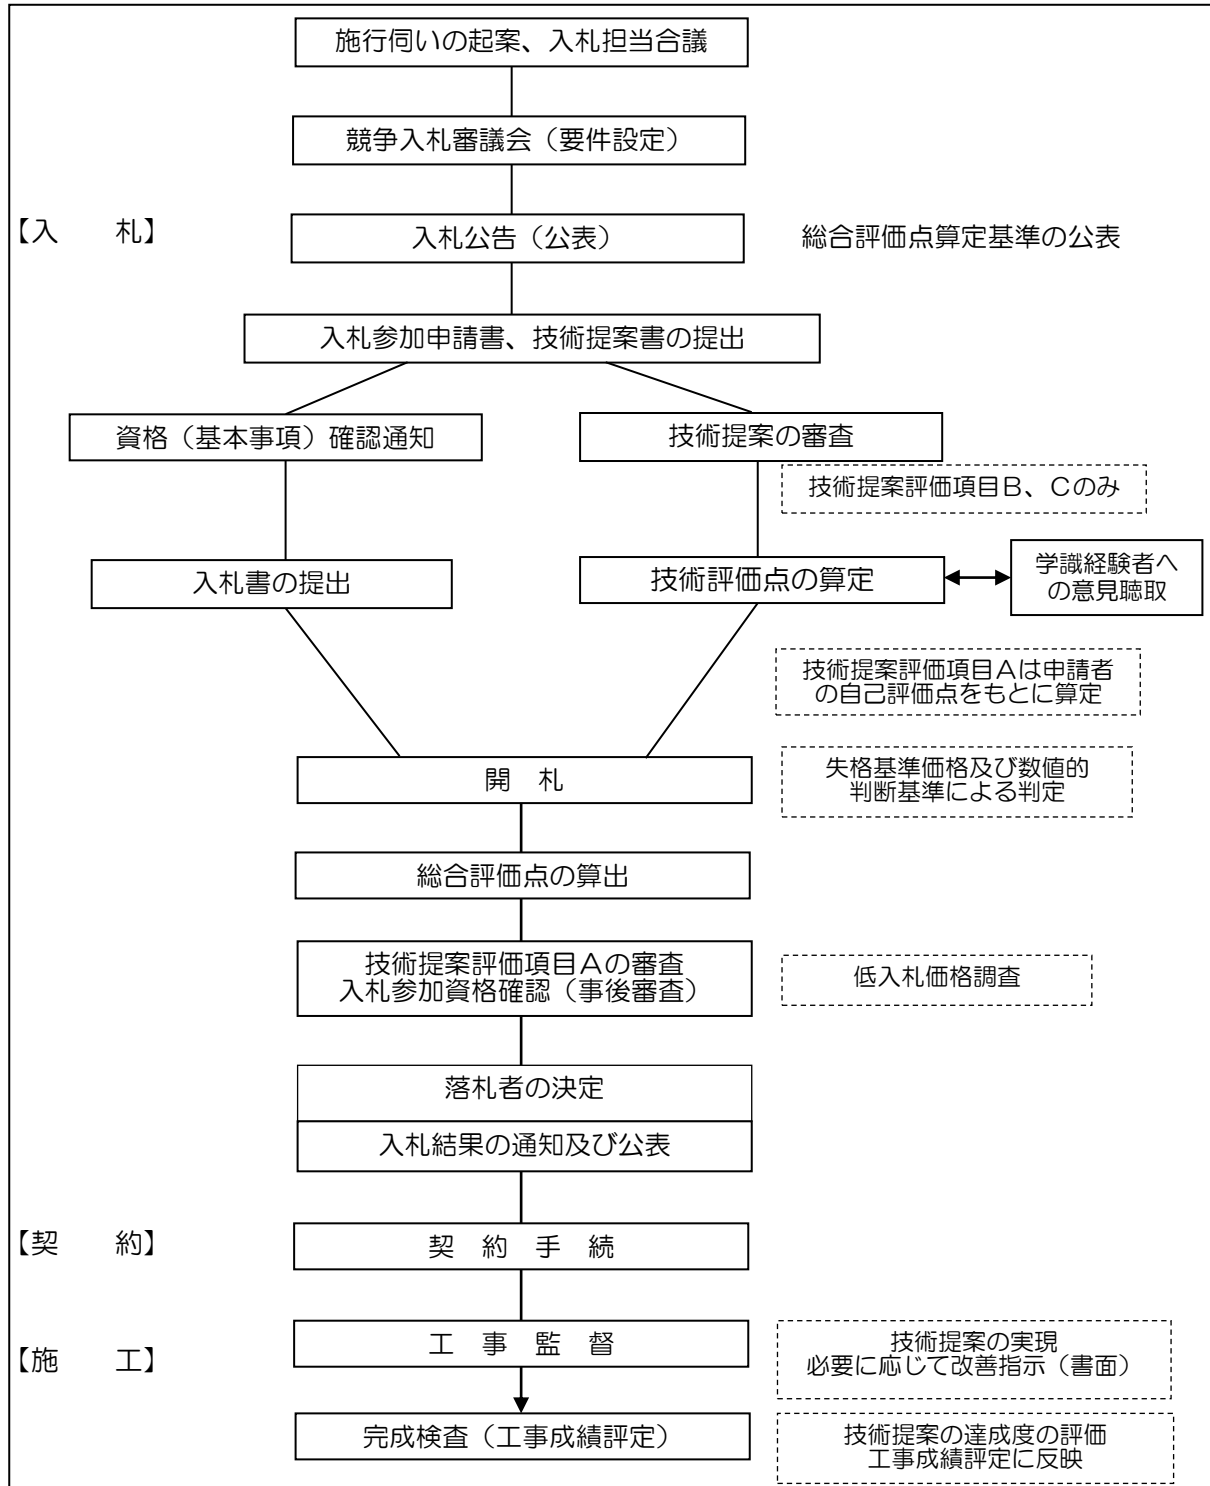 施行伺いの起案、入札担当合議
競争入札審議会（要件設定）
【入　　札】
入札公告（公表）
総合評価点算定基準の公表
入札参加申請書、技術提案書の提出
資格（基本事項）確認通知
技術提案の審査
技術提案評価項目Ｂ、Ｃのみ
入札書の提出
技術評価点の算定
学識経験者へ
の意見聴取
技術提案評価項目Ａは申請者
の自己評価点をもとに算定
開　札
失格基準価格及び数値的
判断基準による判定
総合評価点の算出
技術提案評価項目Ａの審査
入札参加資格確認（事後審査）
低入札価格調査
落札者の決定
入札結果の通知及び公表
【契　　約】
契　約　手　続
【施　　工】
工　事　監　督
技術提案の実現
必要に応じて改善指示（書面）
完成検査（工事成績評定）
技術提案の達成度の評価
工事成績評定に反映